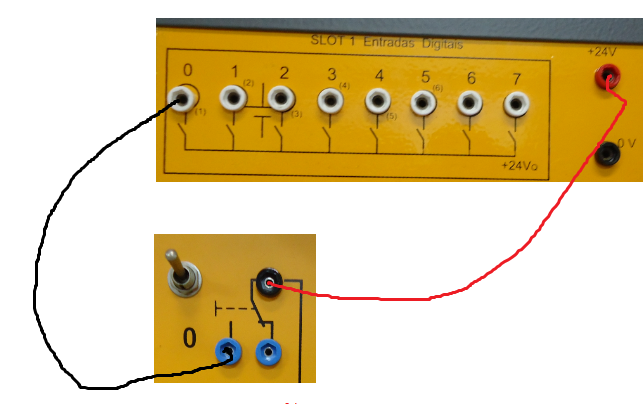 SLOT 1 Entradas Digitais
+24V
0 1 2 3 4 5 6 7
(1) (2) (3) (4) (5) (6)
0 V
+24V
0